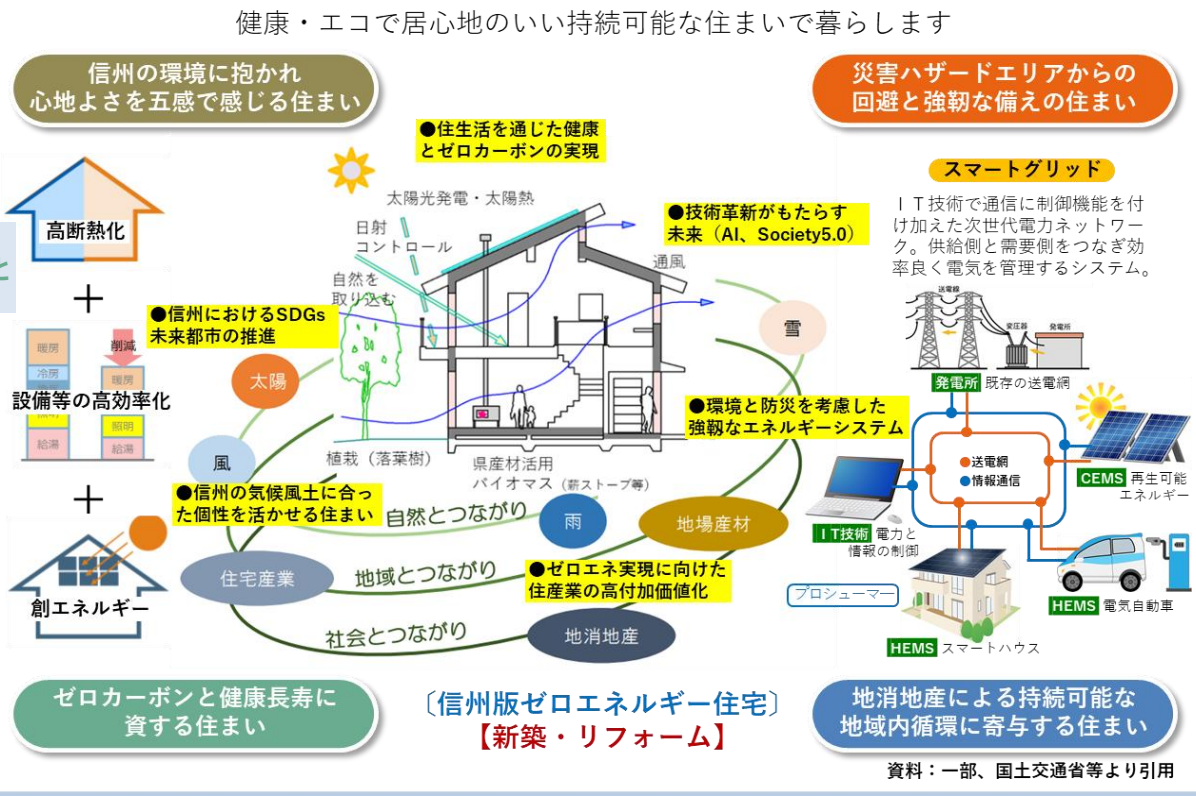 健康・エコで居心地のいい持続可能な住まいで暮らします
信州の環境に抱かれ
心地よさを五感で感じる住まい
災害ハザードエリアからの
回避と強靭な備えの住まい
●住生活を通じた健康
とゼロカーボンの実現
太陽光発電・太陽熱
日射
コントロール
自然を
取り込む
●技術革新がもたらす
未来（AI、Society5.0）
通風
高断熱化
＋
●信州におけるSDGs
未来都市の推進
暖房
冷房
削減
暖房
設備等の高効率化
照明
給湯
給湯
＋
創エネルギー
太陽
風
雪
●環境と防災を考慮した
強靱なエネルギーシステム
植栽（落葉樹）
県産材活用
バイオマス（薪ストーブ等）
●信州の気候風土に合っ
た個性を活かせる住まい
自然とつながり
雨
地場産材
住宅産業
地域とつながり
●ゼロエネ実現に向けた
住産業の高付加価値化
社会とつながり
地消地産
スマートグリッド
ＩＴ技術で通信に制御機能を付
け加えた次世代電力ネットワー
ク。供給側と需要側をつなぎ効
率良く電気を管理するシステム。
送電線
変圧器
発電所
発電所 既存の送電網
●送電網
●情報通信
CEMS 再生可能
エネルギー
ＩＴ技術 電力と
情報の制御
プロシューマー
HEMS 電気自動車
HEMS スマートハウス
ゼロカーボンと健康長寿に
資する住まい
〔信州版ゼロエネルギー住宅〕
【新築・リフォーム】
地消地産による持続可能な
地域内循環に寄与する住まい
資料：一部、国土交通省等より引用